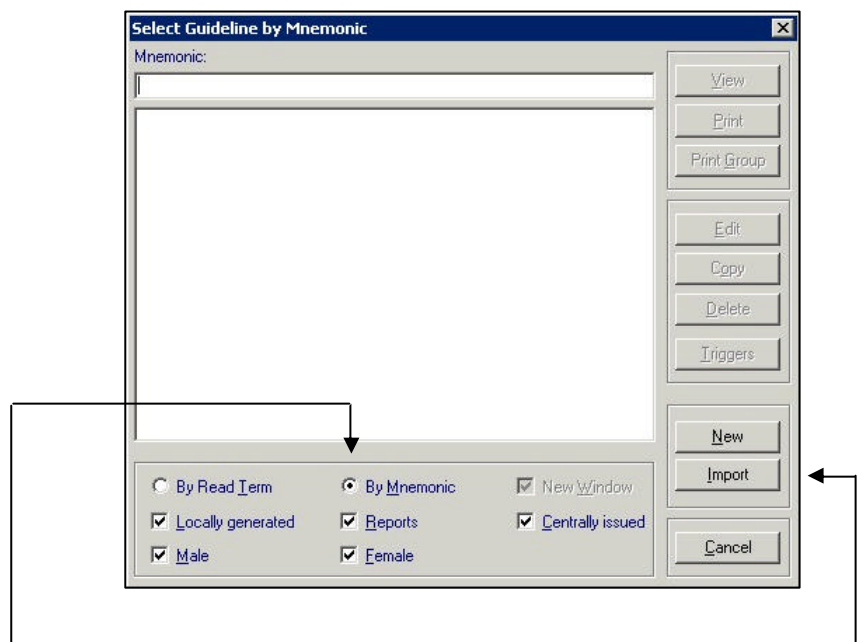 Select Guideline by Mnemonic
Mnemonic:
View
Print
Print Group
Edit
Copy
Delete
Triggers
New
Import
By Read Term By Mnemonic New Window
Locally generated Reports Centrally issued
Male Female
Cancel